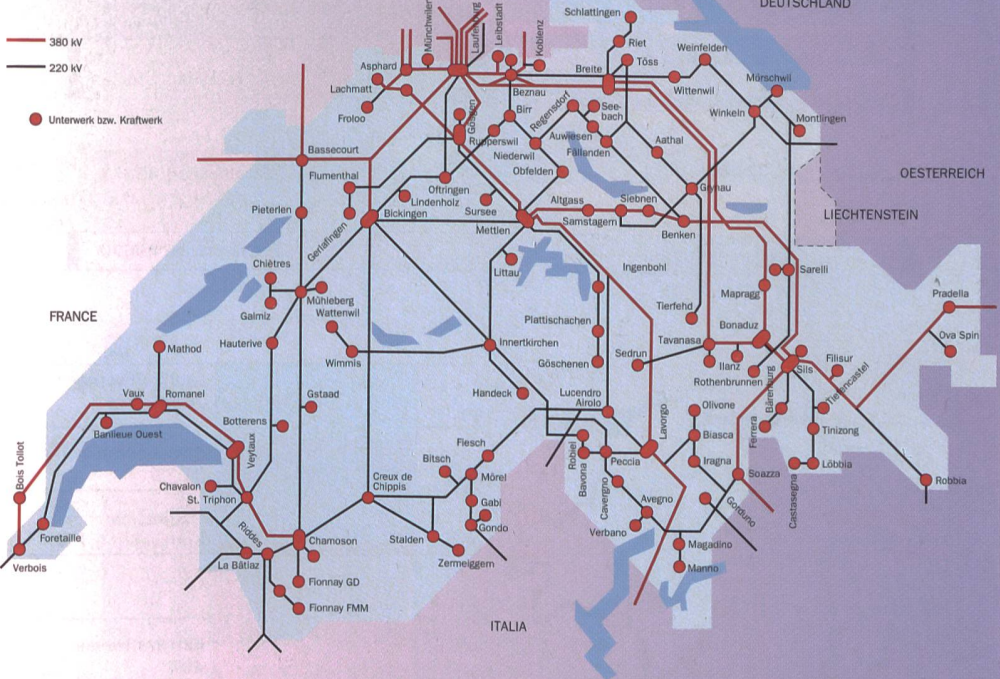 DEUTSCHLAND
Schlattingen
380 kV
220 kV
Münchwilen
Laufenburg
Leibstadt
Koblenz
Riet
Töss
Weinfelden
Asphard
Breite
Mörschwil
Lachmatt
Beznau
Wittenwil
Froloo
Unterwerk bzw. Kraftwerk
Gösgen
Birr
Regensdorf
See-
bach
Winkeln
Montlingen
Auwiesen
Rupperswil
Aathal
Bassecourt
Niederwil
Fällanden
Flumenthal
Obfelden
OESTERREICH
Oftringen
Lindenholz
Grynau
Pieterlen
Gerlafingen
Bickingen
Sursee
Altgass
Siebnen
LIECHTENSTEIN
Mettlen
Samstagern
Benken
Chiètres
Littau
Ingenbohl
Sarelli
Galmiz
Mühleberg
Wattenwil
Mapragg
Pradella
FRANCE
Plattischachen
Tierfehd
Bonaduz
Hauterive
Innertkirchen
Tavanasa
Ova Spin
Mathod
Wimmis
Göschenen
Sedrun
Ilanz
Filisur
Rothenbrunnen
Sils
Bärenburg
Tiefencastel
Vaux
Romanel
Gstaad
Handeck
Lucendro
Airolo
Olivone
Banlieue Ouest
Botterens
Lavorgo
Biasca
Ferrera
Tinizong
Veytaux
Fiesch
Robiei
Bois Tollot
Bitsch
Bavona
Peccia
Iragna
Soazza
Löbbia
Chavalon
Creux de
Chippis
Mörel
Castasegna
Robbia
St. Triphon
Cavergno
Gabi
Avegno
Gorduno
Foretaille
Riddes
Gondo
Verbano
Chamoson
Stalden
Magadino
Verbois
La Bâtiaz
Zermeiggern
Manno
Fionnay GD
Fionnay FMM
ITALIA